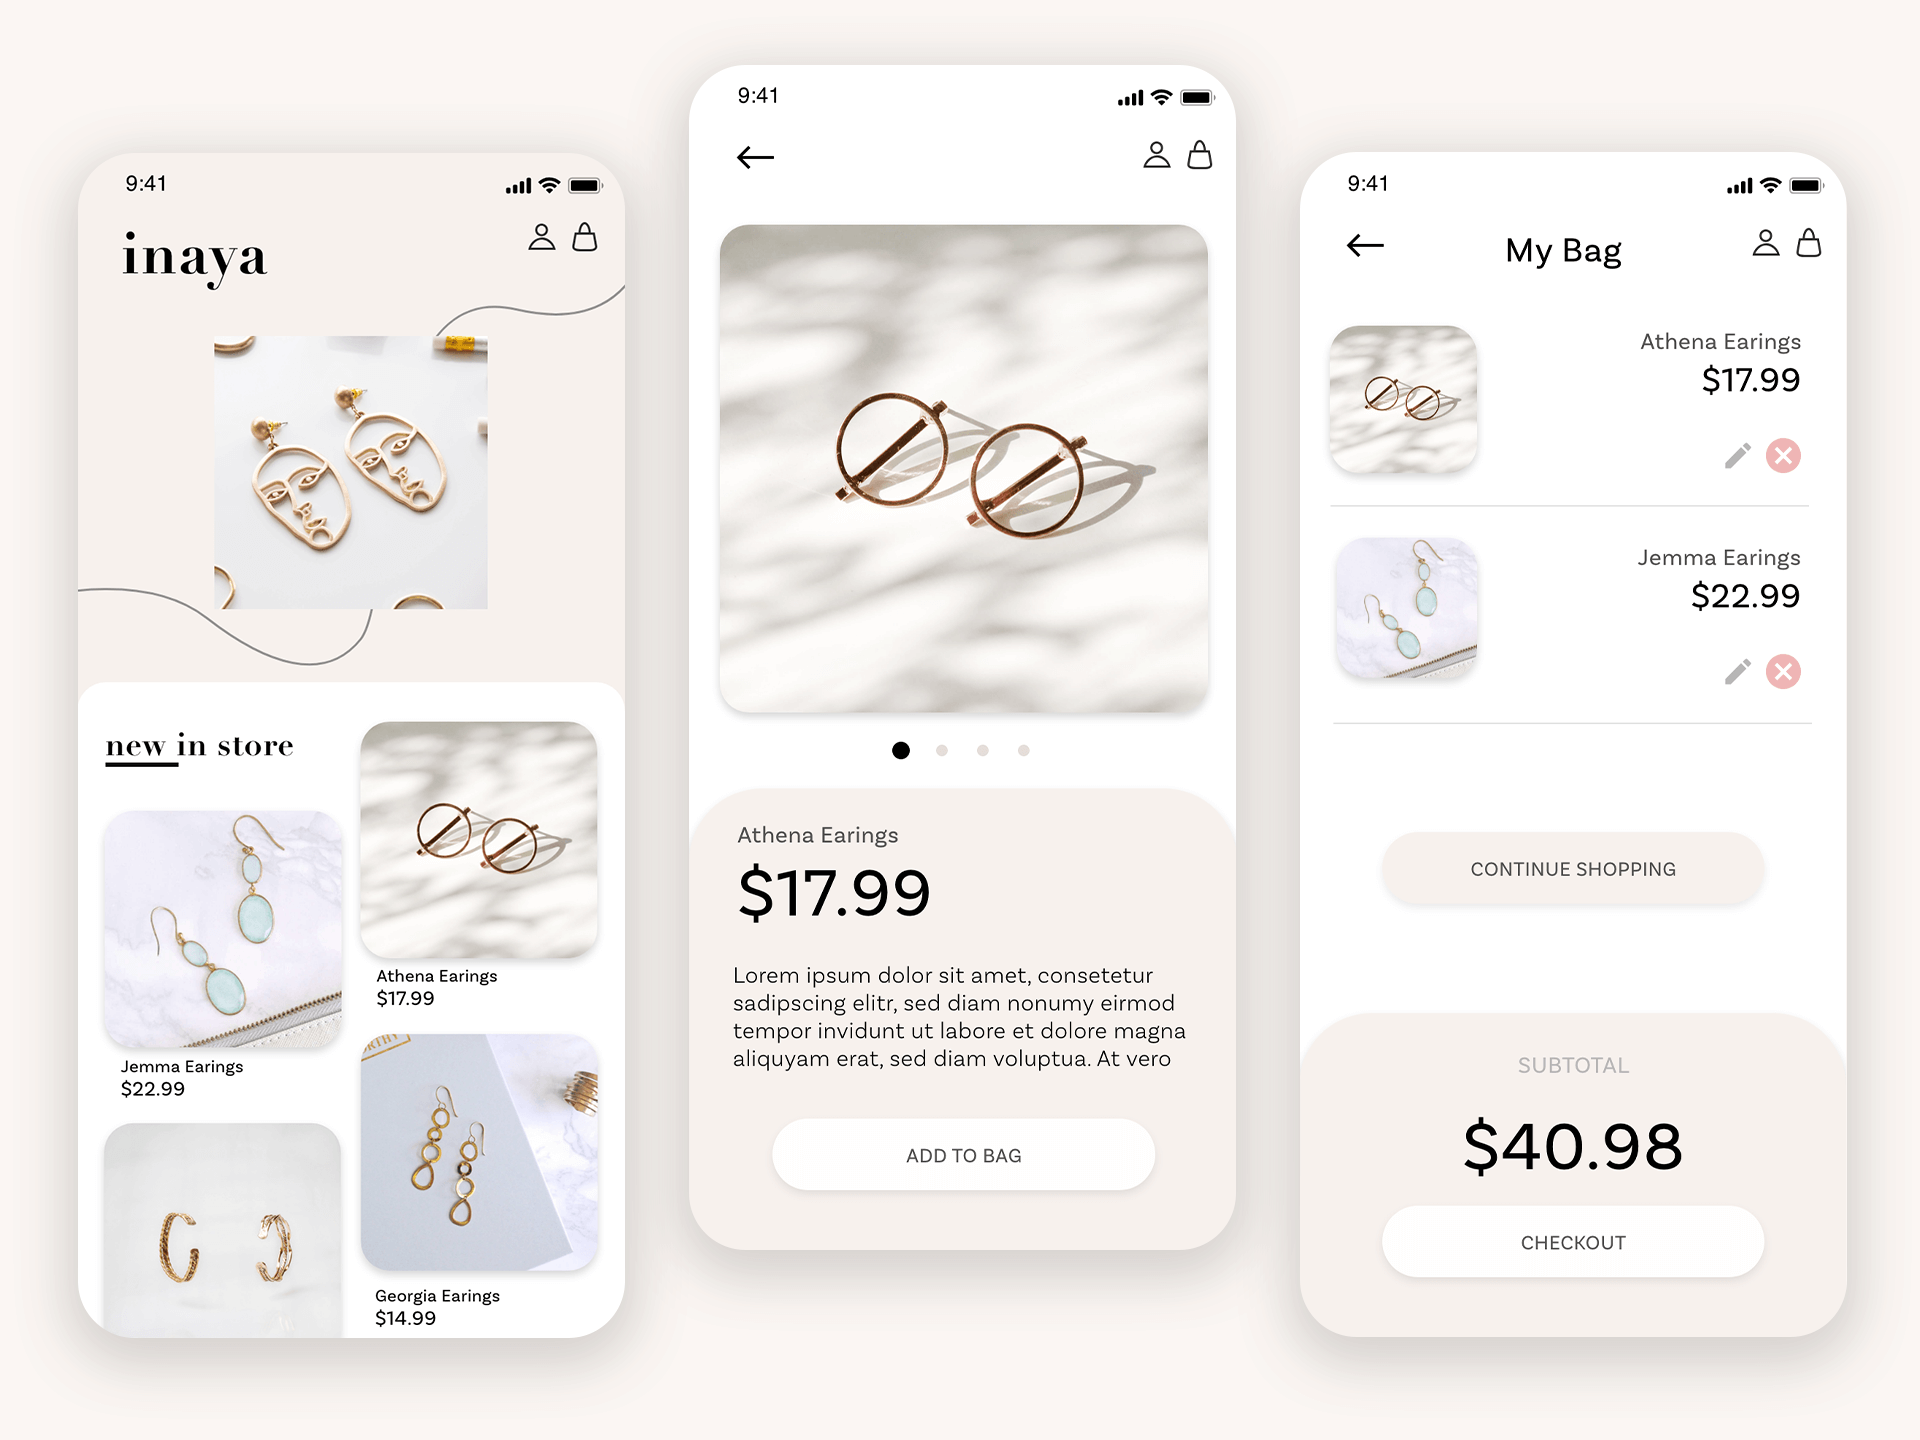 9:41
inaya
new in store
Jemma Earings
$22.99
Athena Earings
$17.99
Georgia Earings
$14.99
9:41
Athena Earings
$17.99
Lorem ipsum dolor sit amet, consetetur
sadipscing elitr, sed diam nonumy eirmod
tempor invidunt ut labore et dolore magna
aliquyam erat, sed diam voluptua. At vero
ADD TO BAG
9:41
My Bag
Athena Earings
$17.99
Jemma Earings
$22.99
CONTINUE SHOPPING
SUBTOTAL
$40.98
CHECKOUT